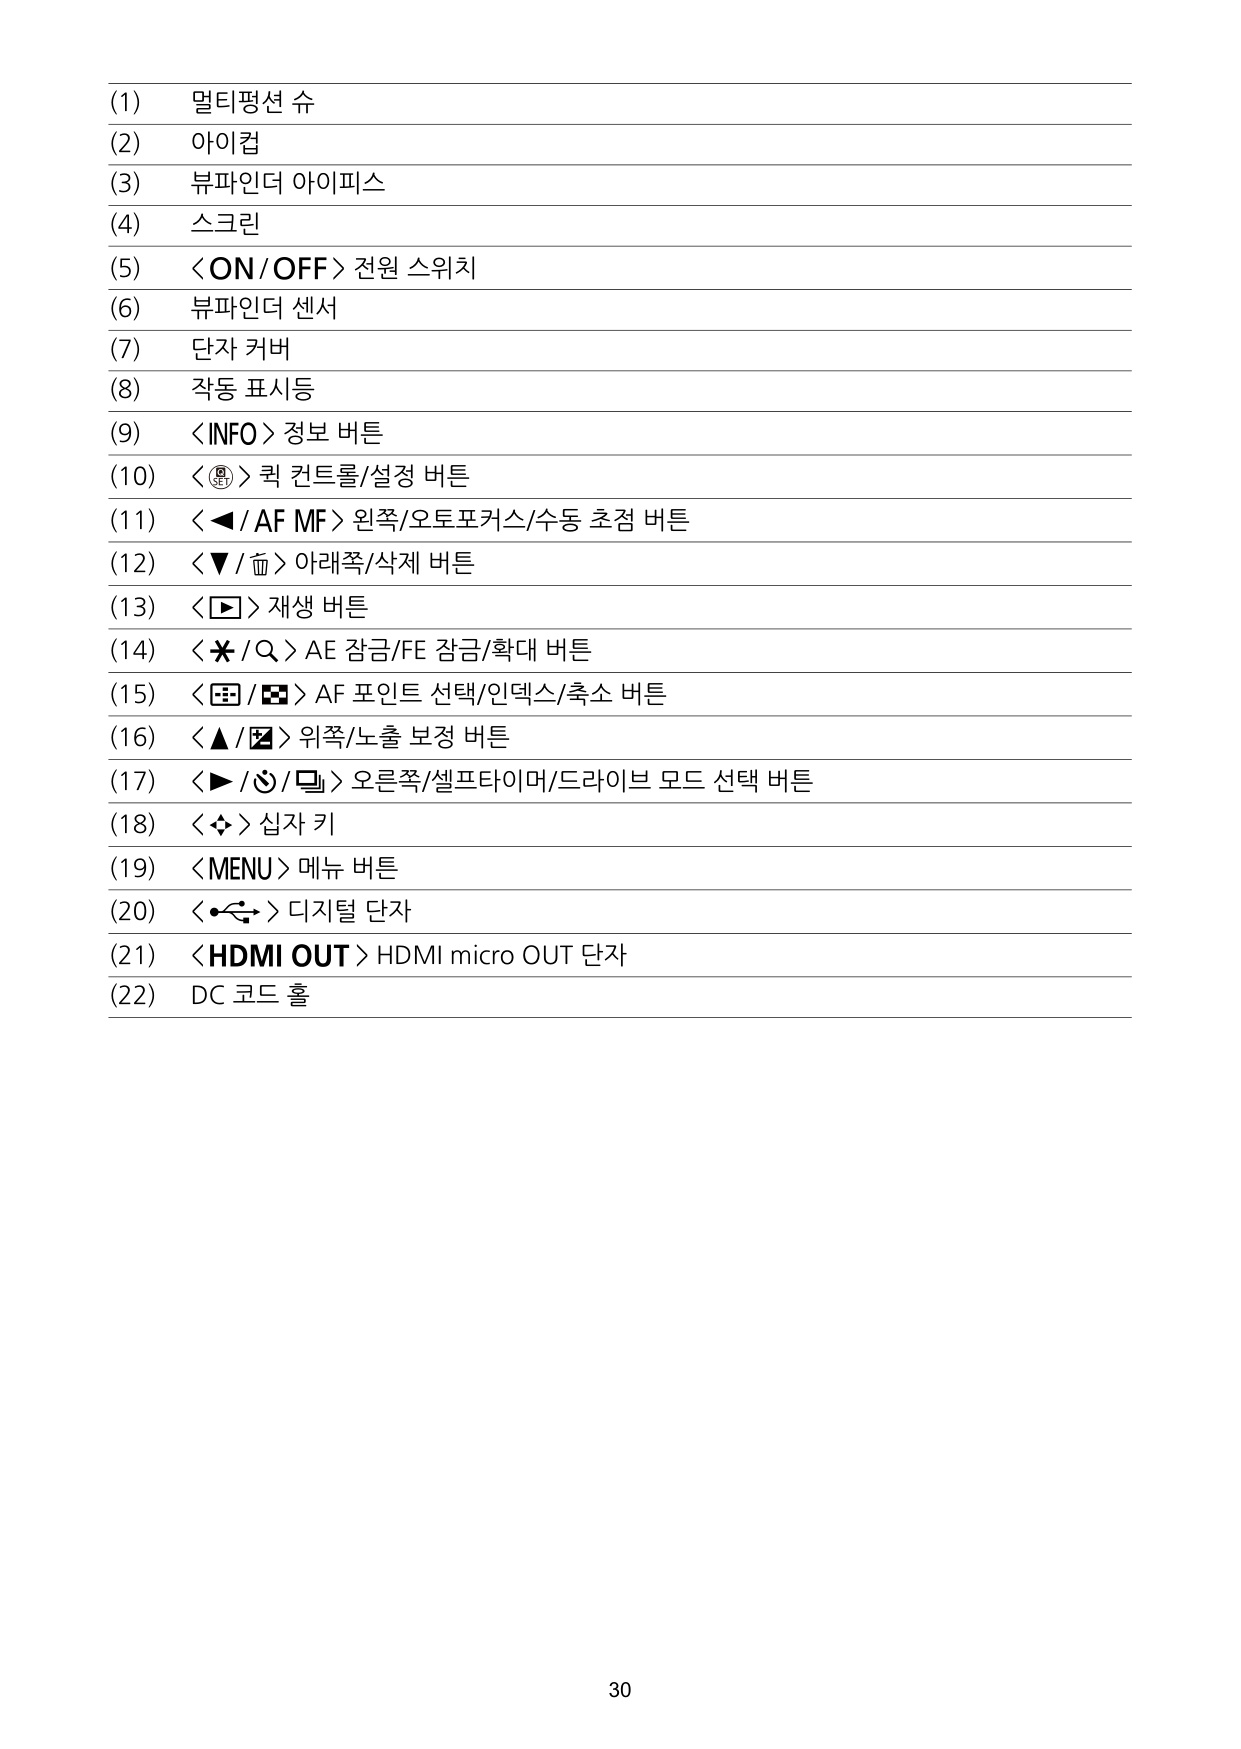 (1) 멀티펑션 슈
(2) 아이컵
(3) 뷰파인더 아이피스
(4) 스크린
(5) <ON/OFF> 전원 스위치
(6) 뷰파인더 센서
(7) 단자 커버
(8) 작동 표시등
(9) <INFO> 정보 버튼
(10) <Q SET> 퀵 컨트롤/설정 버튼
(11) <◀/AF MF> 왼쪽/오토포커스/수동 초점 버튼
(12) <▼/> 아래쪽/삭제 버튼
(13) <▶> 재생 버튼
(14) <✱/> AE 잠금/FE 잠금/확대 버튼
(15) < / > AF 포인트 선택/인덱스/축소 버튼
(16) <▲/> 위쪽/노출 보정 버튼
(17) <▶/ / > 오른쪽/셀프타이머/드라이브 모드 선택 버튼
(18) < > 십자 키
(19) <MENU> 메뉴 버튼
(20) < > 디지털 단자
(21) <HDMI OUT> HDMI micro OUT 단자
(22) DC 코드 홀
30